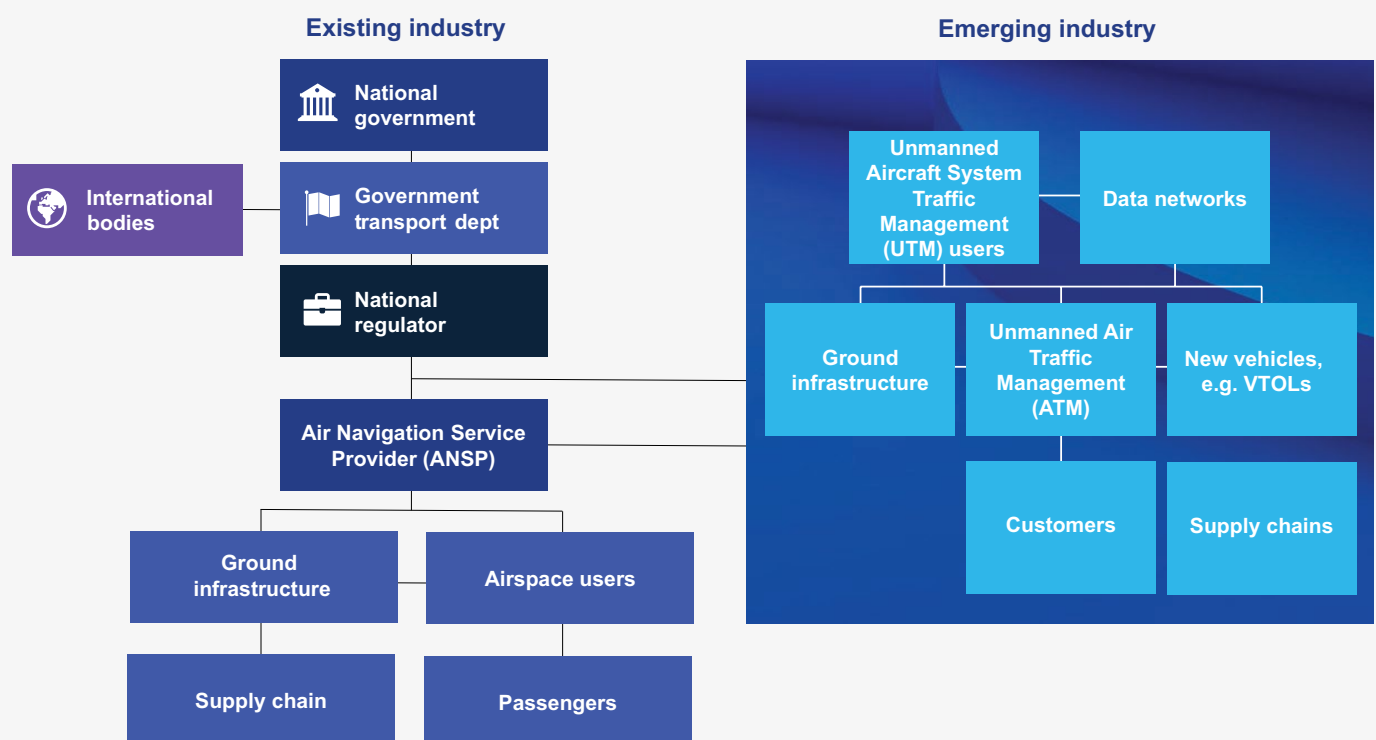 Existing industry
National
government
International
bodies
Government
transport dept
National
regulator
Air Navigation Service
Provider (ANSP)
Ground
infrastructure
Airspace users
Supply chain
Passengers
Emerging industry
Unmanned
Aircraft System
Traffic
Management
(UTM) users
Data networks
Ground
infrastructure
Unmanned Air
Traffic
Management
(ATM)
New vehicles,
e.g. VTOLs
Customers
Supply chains